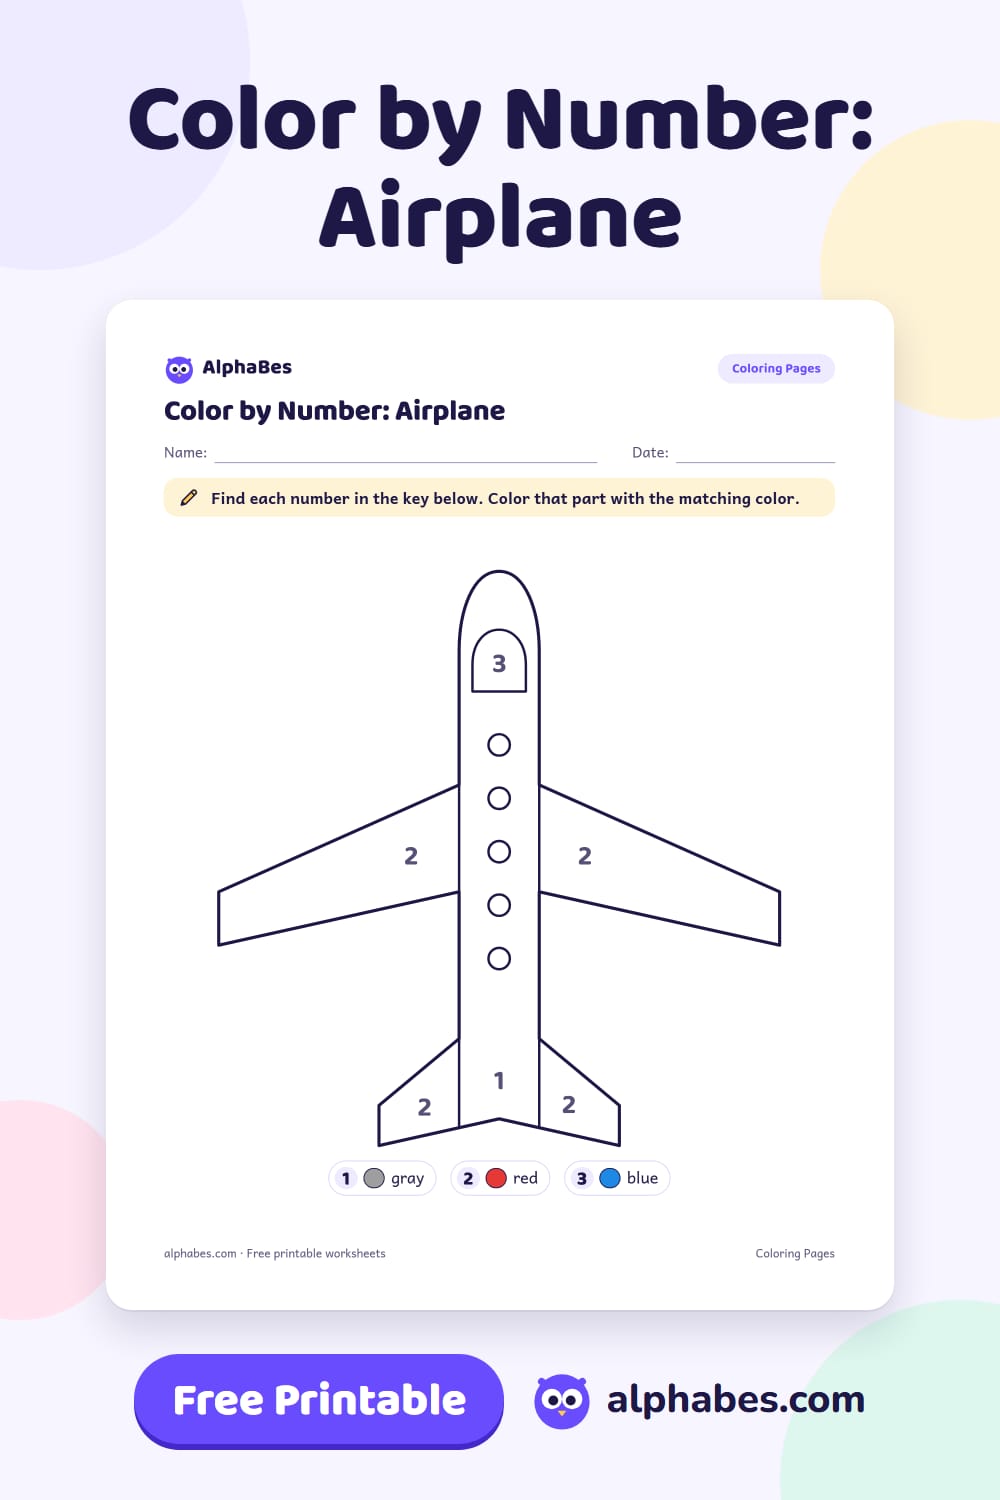 Color by Number:
Airplane
AlphaBes
Coloring Pages
Color by Number: Airplane
Name:
Date:
Find each number in the key below. Color that part with the matching color.
3
2
2
1
2
2
1 gray
2 red
3 blue
alphabes.com · Free printable worksheets
Coloring Pages
Free Printable
alphabes.com